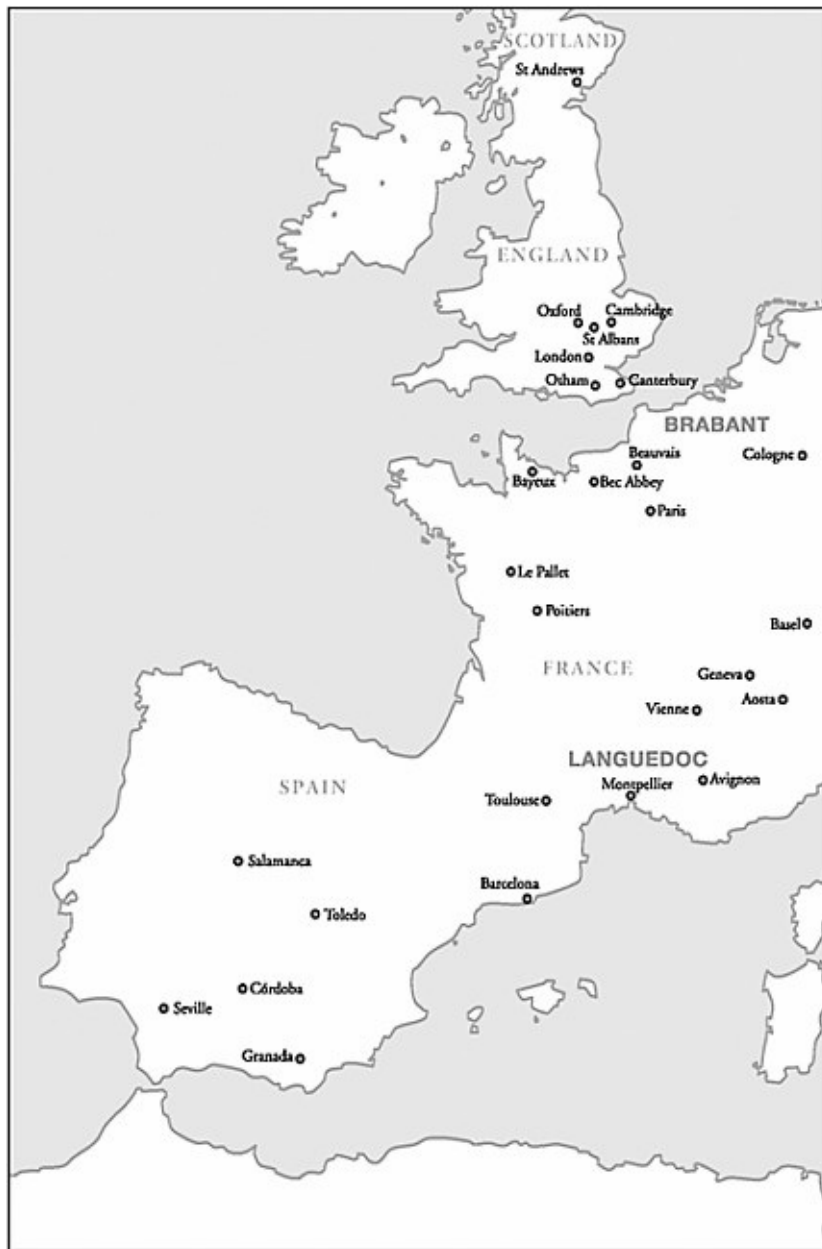 SCOTLAND
St Andrews
ENGLAND
Oxford
Cambridge
St Albans
London
Otham
Canterbury
BRABANT
Beauvais
Cologne
Bayeux
Bec Abbey
Paris
Le Pallet
Poitiers
Basel
FRANCE
Geneva
Aosta
Vienne
LANGUEDOC
SPAIN
Montpellier
Avignon
Toulouse
Salamanca
Barcelona
Toledo
Córdoba
Seville
Granada